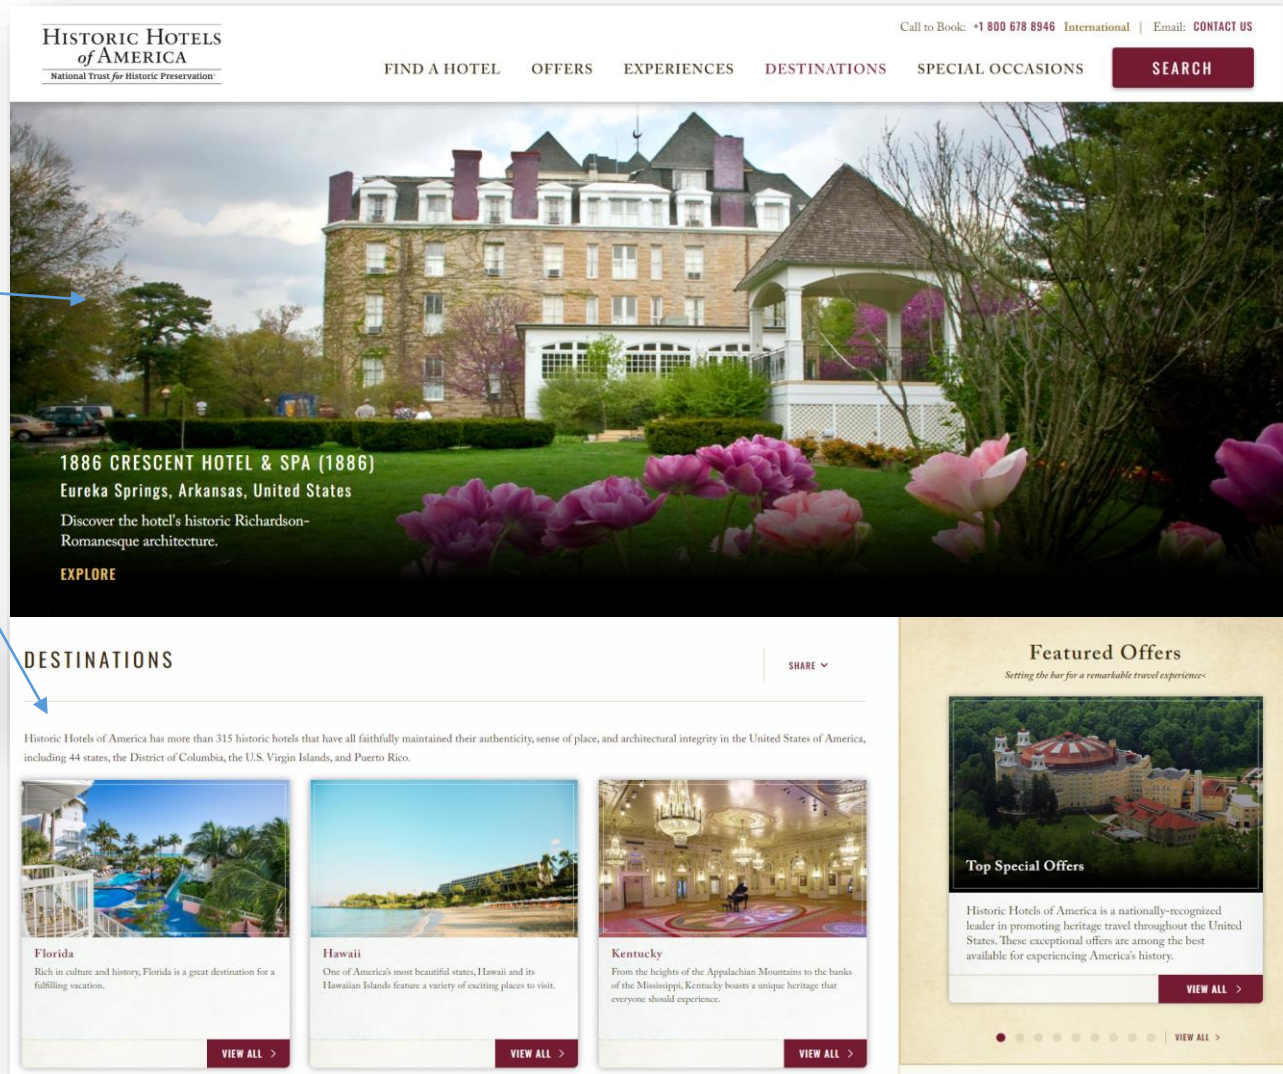 HISTORIC HOTELS
of AMERICA
National Trust for Historic Preservation
Call to Book: +1 800 678 8946 International | Email: CONTACT US
FIND A HOTEL OFFERS EXPERIENCES DESTINATIONS SPECIAL OCCASIONS SEARCH
1886 CRESCENT HOTEL & SPA (1886)
Eureka Springs, Arkansas, United States
Discover the hotel's historic Richardson-
Romanesque architecture.
EXPLORE
DESTINATIONS
SHARE
Historic Hotels of America has more than 315 historic hotels that have all faithfully maintained their authenticity, sense of place, and architectural integrity in the United States of America,
including 44 states, the District of Columbia, the U.S. Virgin Islands, and Puerto Rico.
Florida
Rich in culture and history, Florida is a great destination for a
fulfilling vacation.
VIEW ALL >
Hawaii
One of America's most beautiful states, Hawaii and its
Hawaiian Islands feature a variety of exciting places to visit.
VIEW ALL >
Kentucky
From the heights of the Appalachian Mountains to the banks
of the Mississippi, Kentucky boasts a unique heritage that
everyone should experience.
VIEW ALL >
Featured Offers
Setting the bar for a remarkable travel experience<
Top Special Offers
Historic Hotels of America is a nationally-recognized
leader in promoting heritage travel throughout the United
States. These exceptional offers are among the best
available for experiencing America's history.
VIEW ALL >
VIEW ALL >